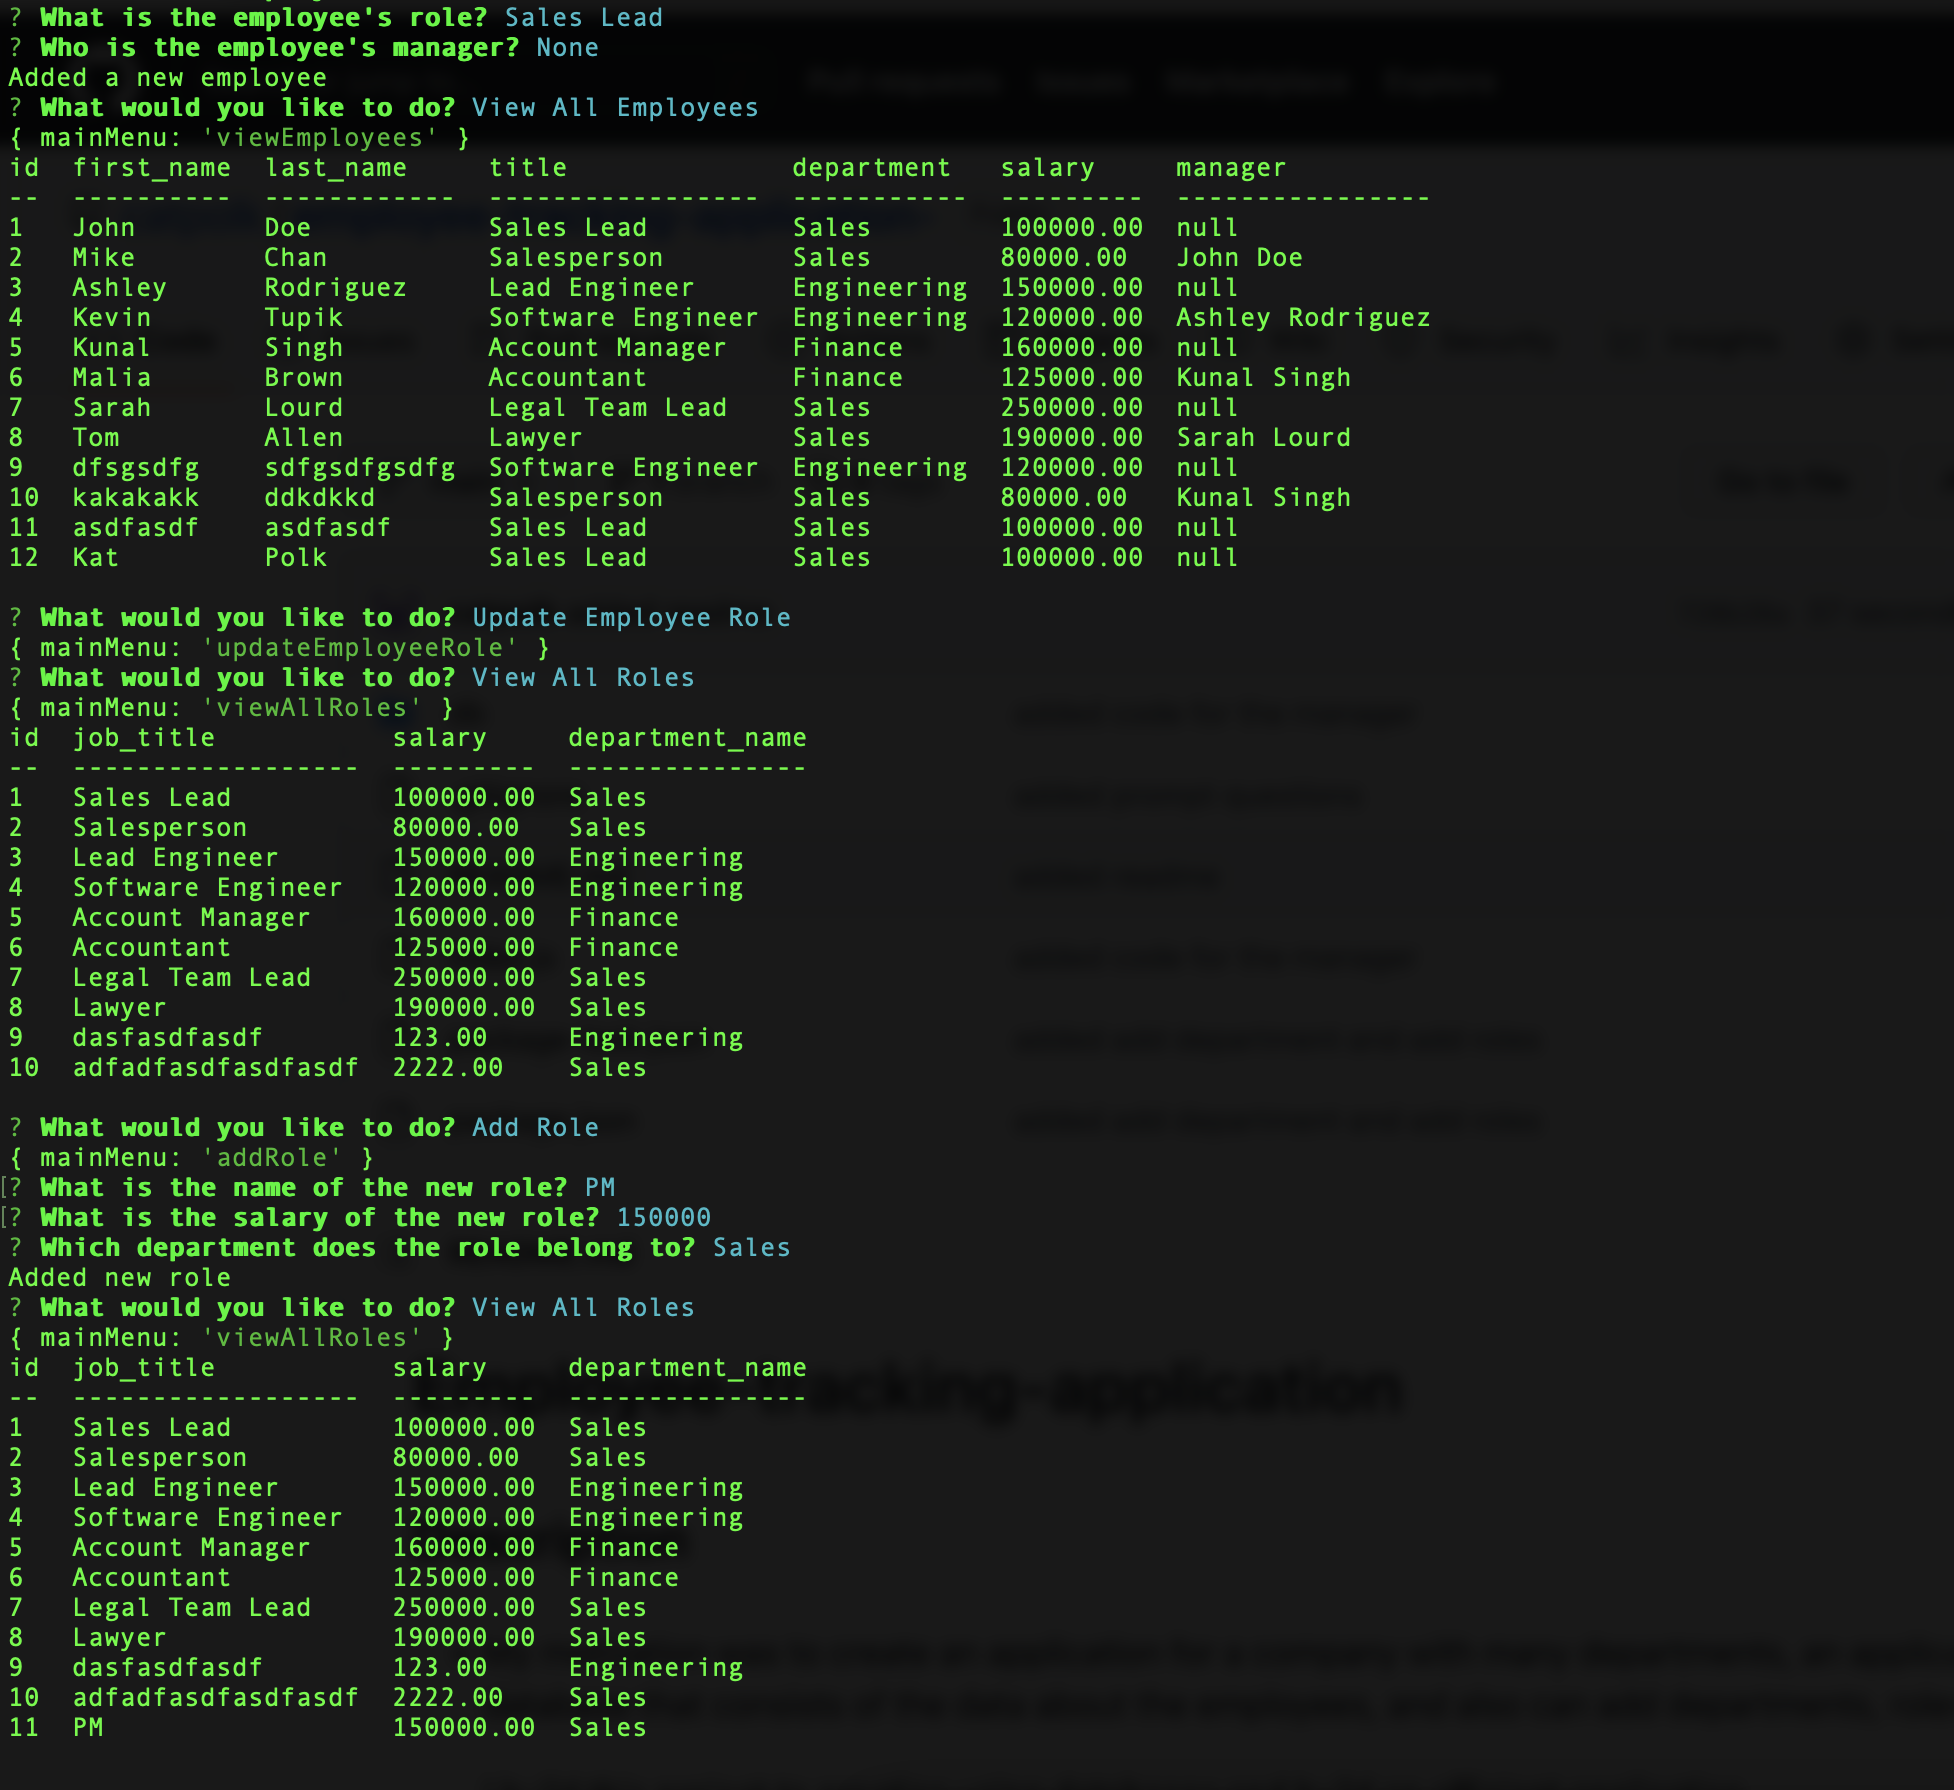 ? What is the employee's role? Sales Lead
? Who is the employee's manager? None
Added a new employee
? What would you like to do? View All Employees
{ mainMenu: 'viewEmployees' }
id  first_name  last_name     title              department   salary     manager
--  ----------  ------------  -----------------  -----------  ---------  ----------------
1   John        Doe           Sales Lead         Sales        100000.00  null
2   Mike        Chan          Salesperson        Sales        80000.00   John Doe
3   Ashley      Rodriguez     Lead Engineer      Engineering  150000.00  null
4   Kevin       Tupik         Software Engineer  Engineering  120000.00  Ashley Rodriguez
5   Kunal       Singh         Account Manager    Finance      160000.00  null
6   Malia       Brown         Accountant         Finance      125000.00  Kunal Singh
7   Sarah       Lourd         Legal Team Lead    Sales        250000.00  null
8   Tom         Allen         Lawyer             Sales        190000.00  Sarah Lourd
9   dfsgsdfg    sdfgsdfgsdfg  Software Engineer  Engineering  120000.00  null
10  kakakakk    ddkdkkd       Salesperson        Sales        80000.00   Kunal Singh
11  asdfasdf    asdfasdf      Sales Lead         Sales        100000.00  null
12  Kat         Polk          Sales Lead         Sales        100000.00  null
? What would you like to do? Update Employee Role
{ mainMenu: 'updateEmployeeRole' }
? What would you like to do? View All Roles
{ mainMenu: 'viewAllRoles' }
id  job_title           salary     department_name
--  ------------------  ---------  ---------------
1   Sales Lead          100000.00  Sales
2   Salesperson         80000.00   Sales
3   Lead Engineer       150000.00  Engineering
4   Software Engineer   120000.00  Engineering
5   Account Manager     160000.00  Finance
6   Accountant          125000.00  Finance
7   Legal Team Lead     250000.00  Sales
8   Lawyer              190000.00  Sales
9   dasfasdfasdf        123.00     Engineering
10  adfadfasdfasdfasdf  2222.00    Sales
? What would you like to do? Add Role
{ mainMenu: 'addRole' }
[? What is the name of the new role? PM
[? What is the salary of the new role? 150000
? Which department does the role belong to? Sales
Added new role
? What would you like to do? View All Roles
{ mainMenu: 'viewAllRoles' }
id  job_title           salary     department_name
--  ------------------  ---------  ---------------
1   Sales Lead          100000.00  Sales
2   Salesperson         80000.00   Sales
3   Lead Engineer       150000.00  Engineering
4   Software Engineer   120000.00  Engineering
5   Account Manager     160000.00  Finance
6   Accountant          125000.00  Finance
7   Legal Team Lead     250000.00  Sales
8   Lawyer              190000.00  Sales
9   dasfasdfasdf        123.00     Engineering
10  adfadfasdfasdfasdf  2222.00    Sales
11  PM                  150000.00  Sales